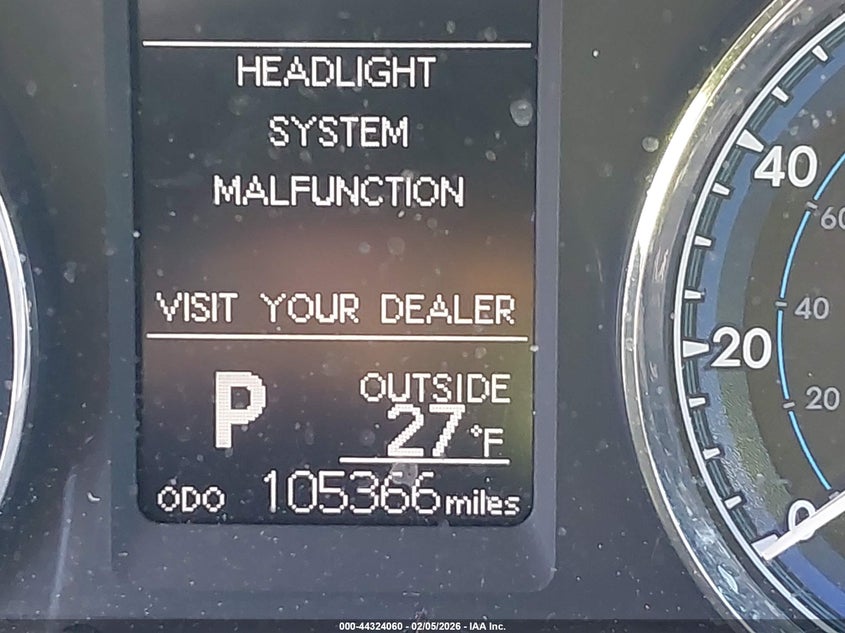 HEADLIGHT
SYSTEM
MALFUNCTION
VISIT YOUR DEALER
P
OUTSIDE
27°F
ODO 105366 miles
40
60
40
20
20
0
000-44324060 - 02/05/2026 - IAA Inc.